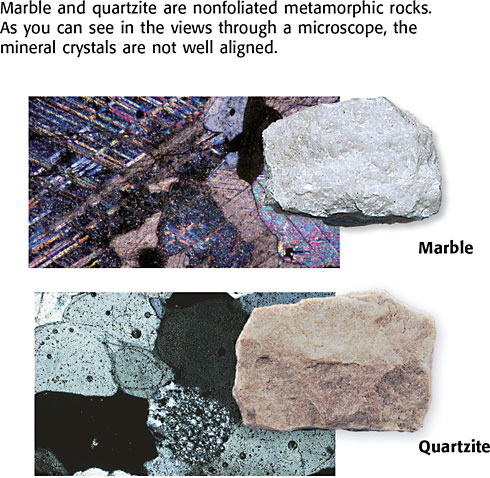 Marble and quartzite are nonfoliated metamorphic rocks.
As you can see in the views through a microscope, the
mineral crystals are not well aligned.
Marble
Quartzite